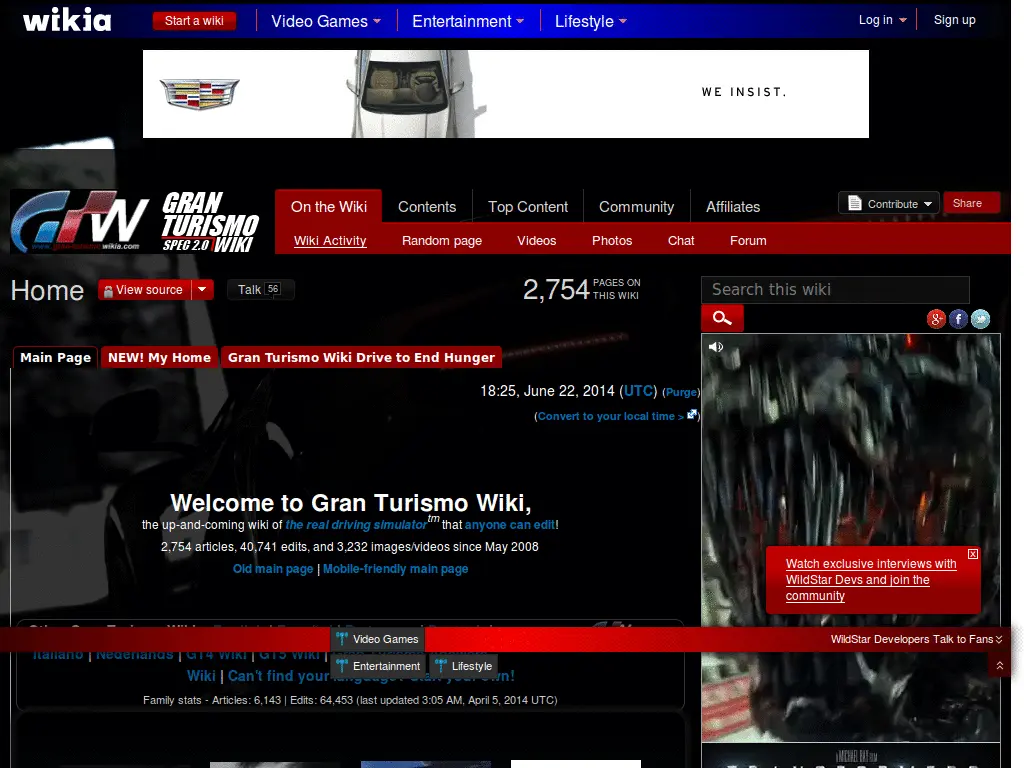 wikia
Start a wiki
Video Games
Entertainment
Lifestyle
Log in
Sign up
WE INSIST.
GTW
www.gran-turismo.wikia.com
GRAN
TURISMO
SPEC 2.0 WIKI
On the Wiki
Contents
Top Content
Community
Affiliates
Contribute
Share
Wiki Activity
Random page
Videos
Photos
Chat
Forum
Home
View source
Talk 56
2,754 PAGES ON
THIS WIKI
Search this wiki
Main Page
NEW! My Home
Gran Turismo Wiki Drive to End Hunger
18:25, June 22, 2014 (UTC) (Purge)
(Convert to your local time > )
Welcome to Gran Turismo Wiki,
the up-and-coming wiki of the real driving simulator tm that anyone can edit!
2,754 articles, 40,741 edits, and 3,232 images/videos since May 2008
Old main page | Mobile-friendly main page
Watch exclusive interviews with
WildStar Devs and join the
community
Video Games
WildStar Developers Talk to Fans
Italiano | Nederlands | GT4 Wiki | GT5 Wiki |
Entertainment
Lifestyle
Wiki | Can't find your language? Start your own!
Family stats - Articles: 6,143 | Edits: 64,453 (last updated 3:05 AM, April 5, 2014 UTC)
A MICHAEL BAY FILM